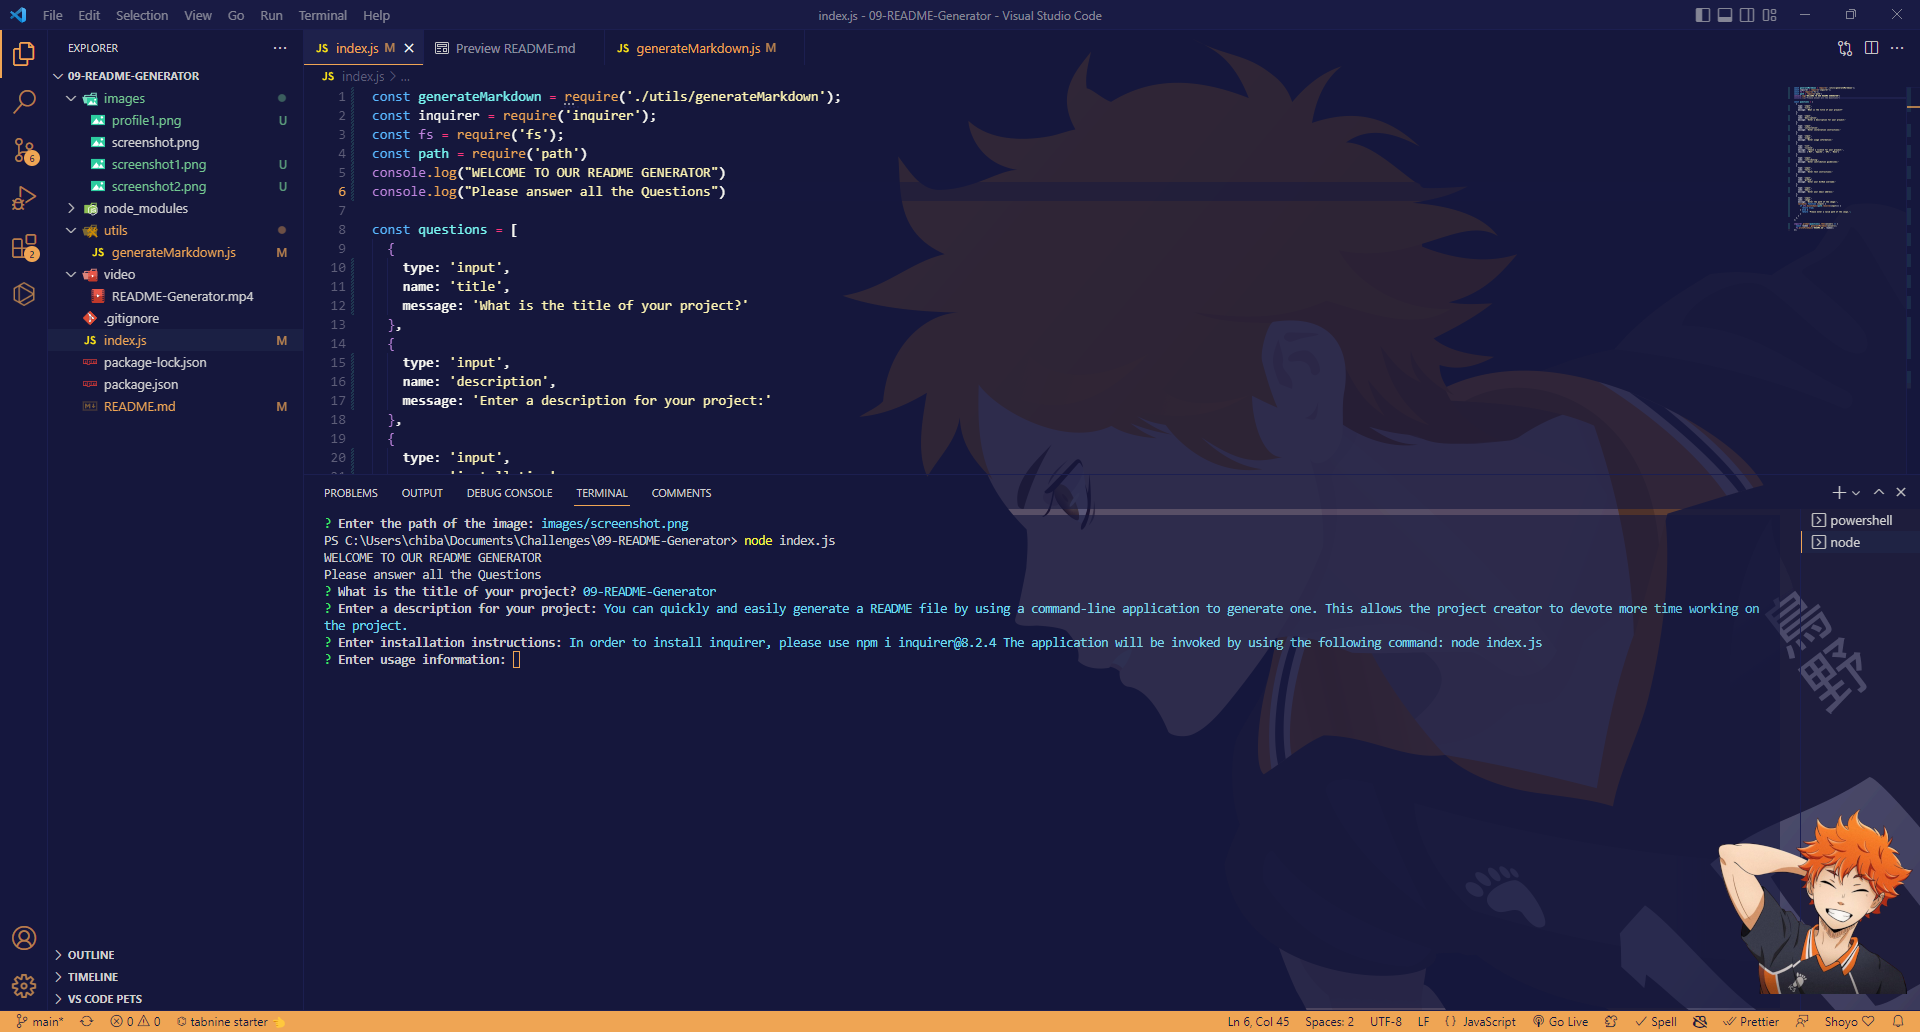 File Edit Selection View Go Run Terminal Help
index.js - 09-README-Generator - Visual Studio Code
EXPLORER
09-README-GENERATOR
images
profile1.png U
screenshot.png
screenshot1.png U
screenshot2.png U
node_modules
utils
JS generateMarkdown.js M
video
README-Generator.mp4
.gitignore
JS index.js M
package-lock.json
package.json
README.md M
OUTLINE
TIMELINE
VS CODE PETS
6
2
JS index.js M
Preview README.md
JS generateMarkdown.js M
JS index.js > ...
1 const generateMarkdown = require('./utils/generateMarkdown');
2 const inquirer = require('inquirer');
3 const fs = require('fs');
4 const path = require('path')
5 console.log("WELCOME TO OUR README GENERATOR")
6 console.log("Please answer all the Questions")
7
8 const questions = [
9 {
10 type: 'input',
11 name: 'title',
12 message: 'What is the title of your project?'
13 },
14 {
15 type: 'input',
16 name: 'description',
17 message: 'Enter a description for your project:'
18 },
19 {
20 type: 'input',
PROBLEMS OUTPUT DEBUG CONSOLE TERMINAL COMMENTS
? Enter the path of the image: images/screenshot.png
PS C:\Users\chiba\Documents\Challenges\09-README-Generator> node index.js
WELCOME TO OUR README GENERATOR
Please answer all the Questions
? What is the title of your project? 09-README-Generator
? Enter a description for your project: You can quickly and easily generate a README file by using a command-line application to generate one. This allows the project creator to devote more time working on
the project.
? Enter installation instructions: In order to install inquirer, please use npm i inquirer@8.2.4 The application will be invoked by using the following command: node index.js
? Enter usage information:
powershell
node
烏野
main* 0 0 tabnine starter
Ln 6, Col 45 Spaces: 2 UTF-8 LF {} JavaScript Go Live Spell Prettier Shoyo